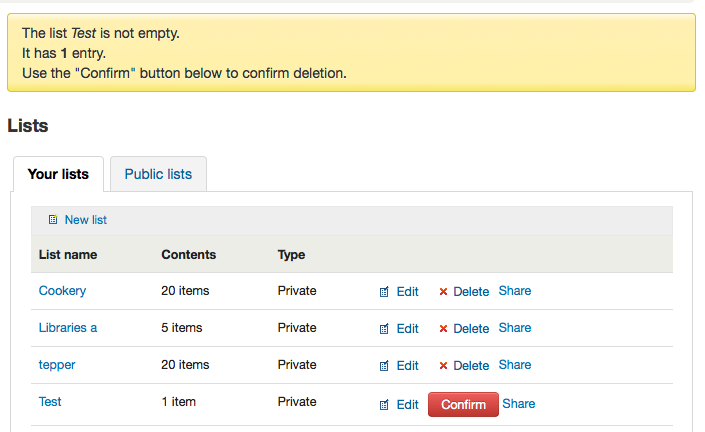 The list Test is not empty.
It has 1 entry.
Use the "Confirm" button below to confirm deletion.
Lists
Your lists Public lists
New list
List name Contents Type
Cookery 20 items Private Edit Delete Share
Libraries a 5 items Private Edit Delete Share
tepper 20 items Private Edit Delete Share
Test 1 item Private Edit Confirm Share